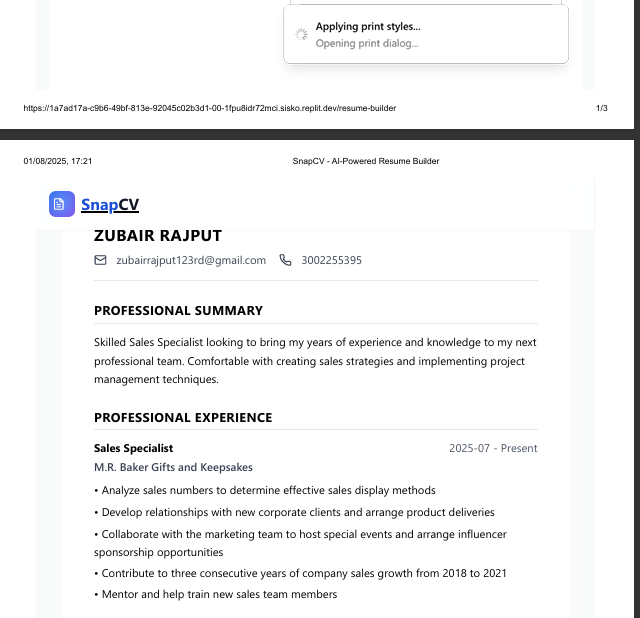 Applying print styles...
Opening print dialog...
https://1a7ad17a-c9b6-49bf-813e-92045c02b3d1-00-1fpu8idr72mci.sisko.replit.dev/resume-builder 1/3
01/08/2025, 17:21 SnapCV - AI-Powered Resume Builder
SnapCV
ZUBAIR RAJPUT
zubairrajput123rd@gmail.com 3002255395
PROFESSIONAL SUMMARY
Skilled Sales Specialist looking to bring my years of experience and knowledge to my next
professional team. Comfortable with creating sales strategies and implementing project
management techniques.
PROFESSIONAL EXPERIENCE
Sales Specialist 2025-07 - Present
M.R. Baker Gifts and Keepsakes
• Analyze sales numbers to determine effective sales display methods
• Develop relationships with new corporate clients and arrange product deliveries
• Collaborate with the marketing team to host special events and arrange influencer
sponsorship opportunities
• Contribute to three consecutive years of company sales growth from 2018 to 2021
• Mentor and help train new sales team members